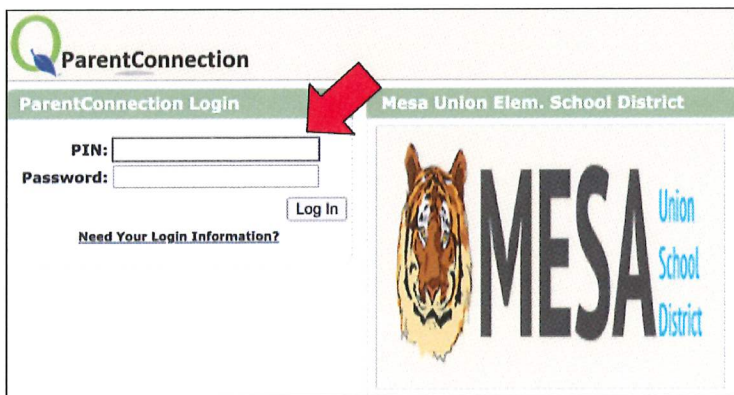 ParentConnection
ParentConnection Login
Mesa Union Elem. School District
PIN:
Password:
Log In
Need Your Login Information?
MESA
Union
School
District